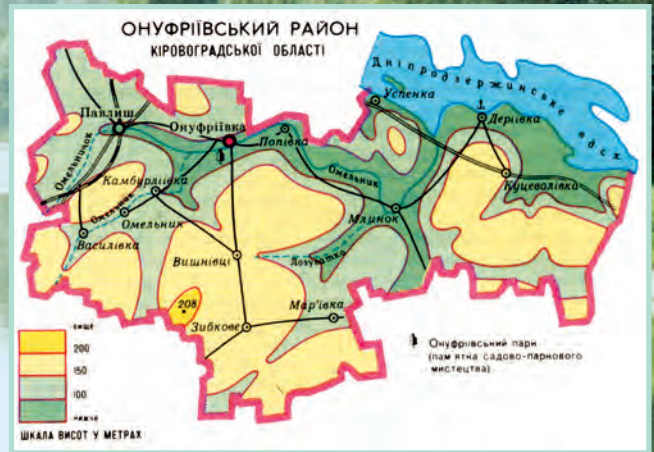 ОНУФРІЇВСЬКИЙ РАЙОН
КІРОВОГРАДСЬКОЇ ОБЛАСТІ
Дніпродзержинське вдсх.
Успенка
Павлиш
Онуфріївка
Попівка
Деріївка
Омельничок
Камбурліївка
Омельник
Куцеволівка
Омельник
Омельник
Млинок
Василівка
Вишнівці
Лозуватка
208
Мар'ївка
Зибкове
вище
200
150
100
нижче
ШКАЛА ВИСОТ У МЕТРАХ
Онуфріївський парк
(пам'ятка садово-паркового
мистецтва)